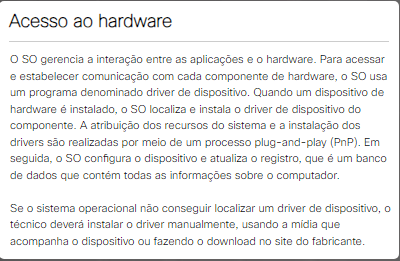 Acesso ao hardware
O SO gerencia a interação entre as aplicações e o hardware. Para acessar
e estabelecer comunicação com cada componente de hardware, o SO usa
um programa denominado driver de dispositivo. Quando um dispositivo de
hardware é instalado, o SO localiza e instala o driver de dispositivo do
componente. A atribuição dos recursos do sistema e a instalação dos
drivers são realizadas por meio de um processo plug-and-play (PnP). Em
seguida, o SO configura o dispositivo e atualiza o registro, que é um banco
de dados que contém todas as informações sobre o computador.
Se o sistema operacional não conseguir localizar um driver de dispositivo, o
técnico deverá instalar o driver manualmente, usando a mídia que
acompanha o dispositivo ou fazendo o download no site do fabricante.